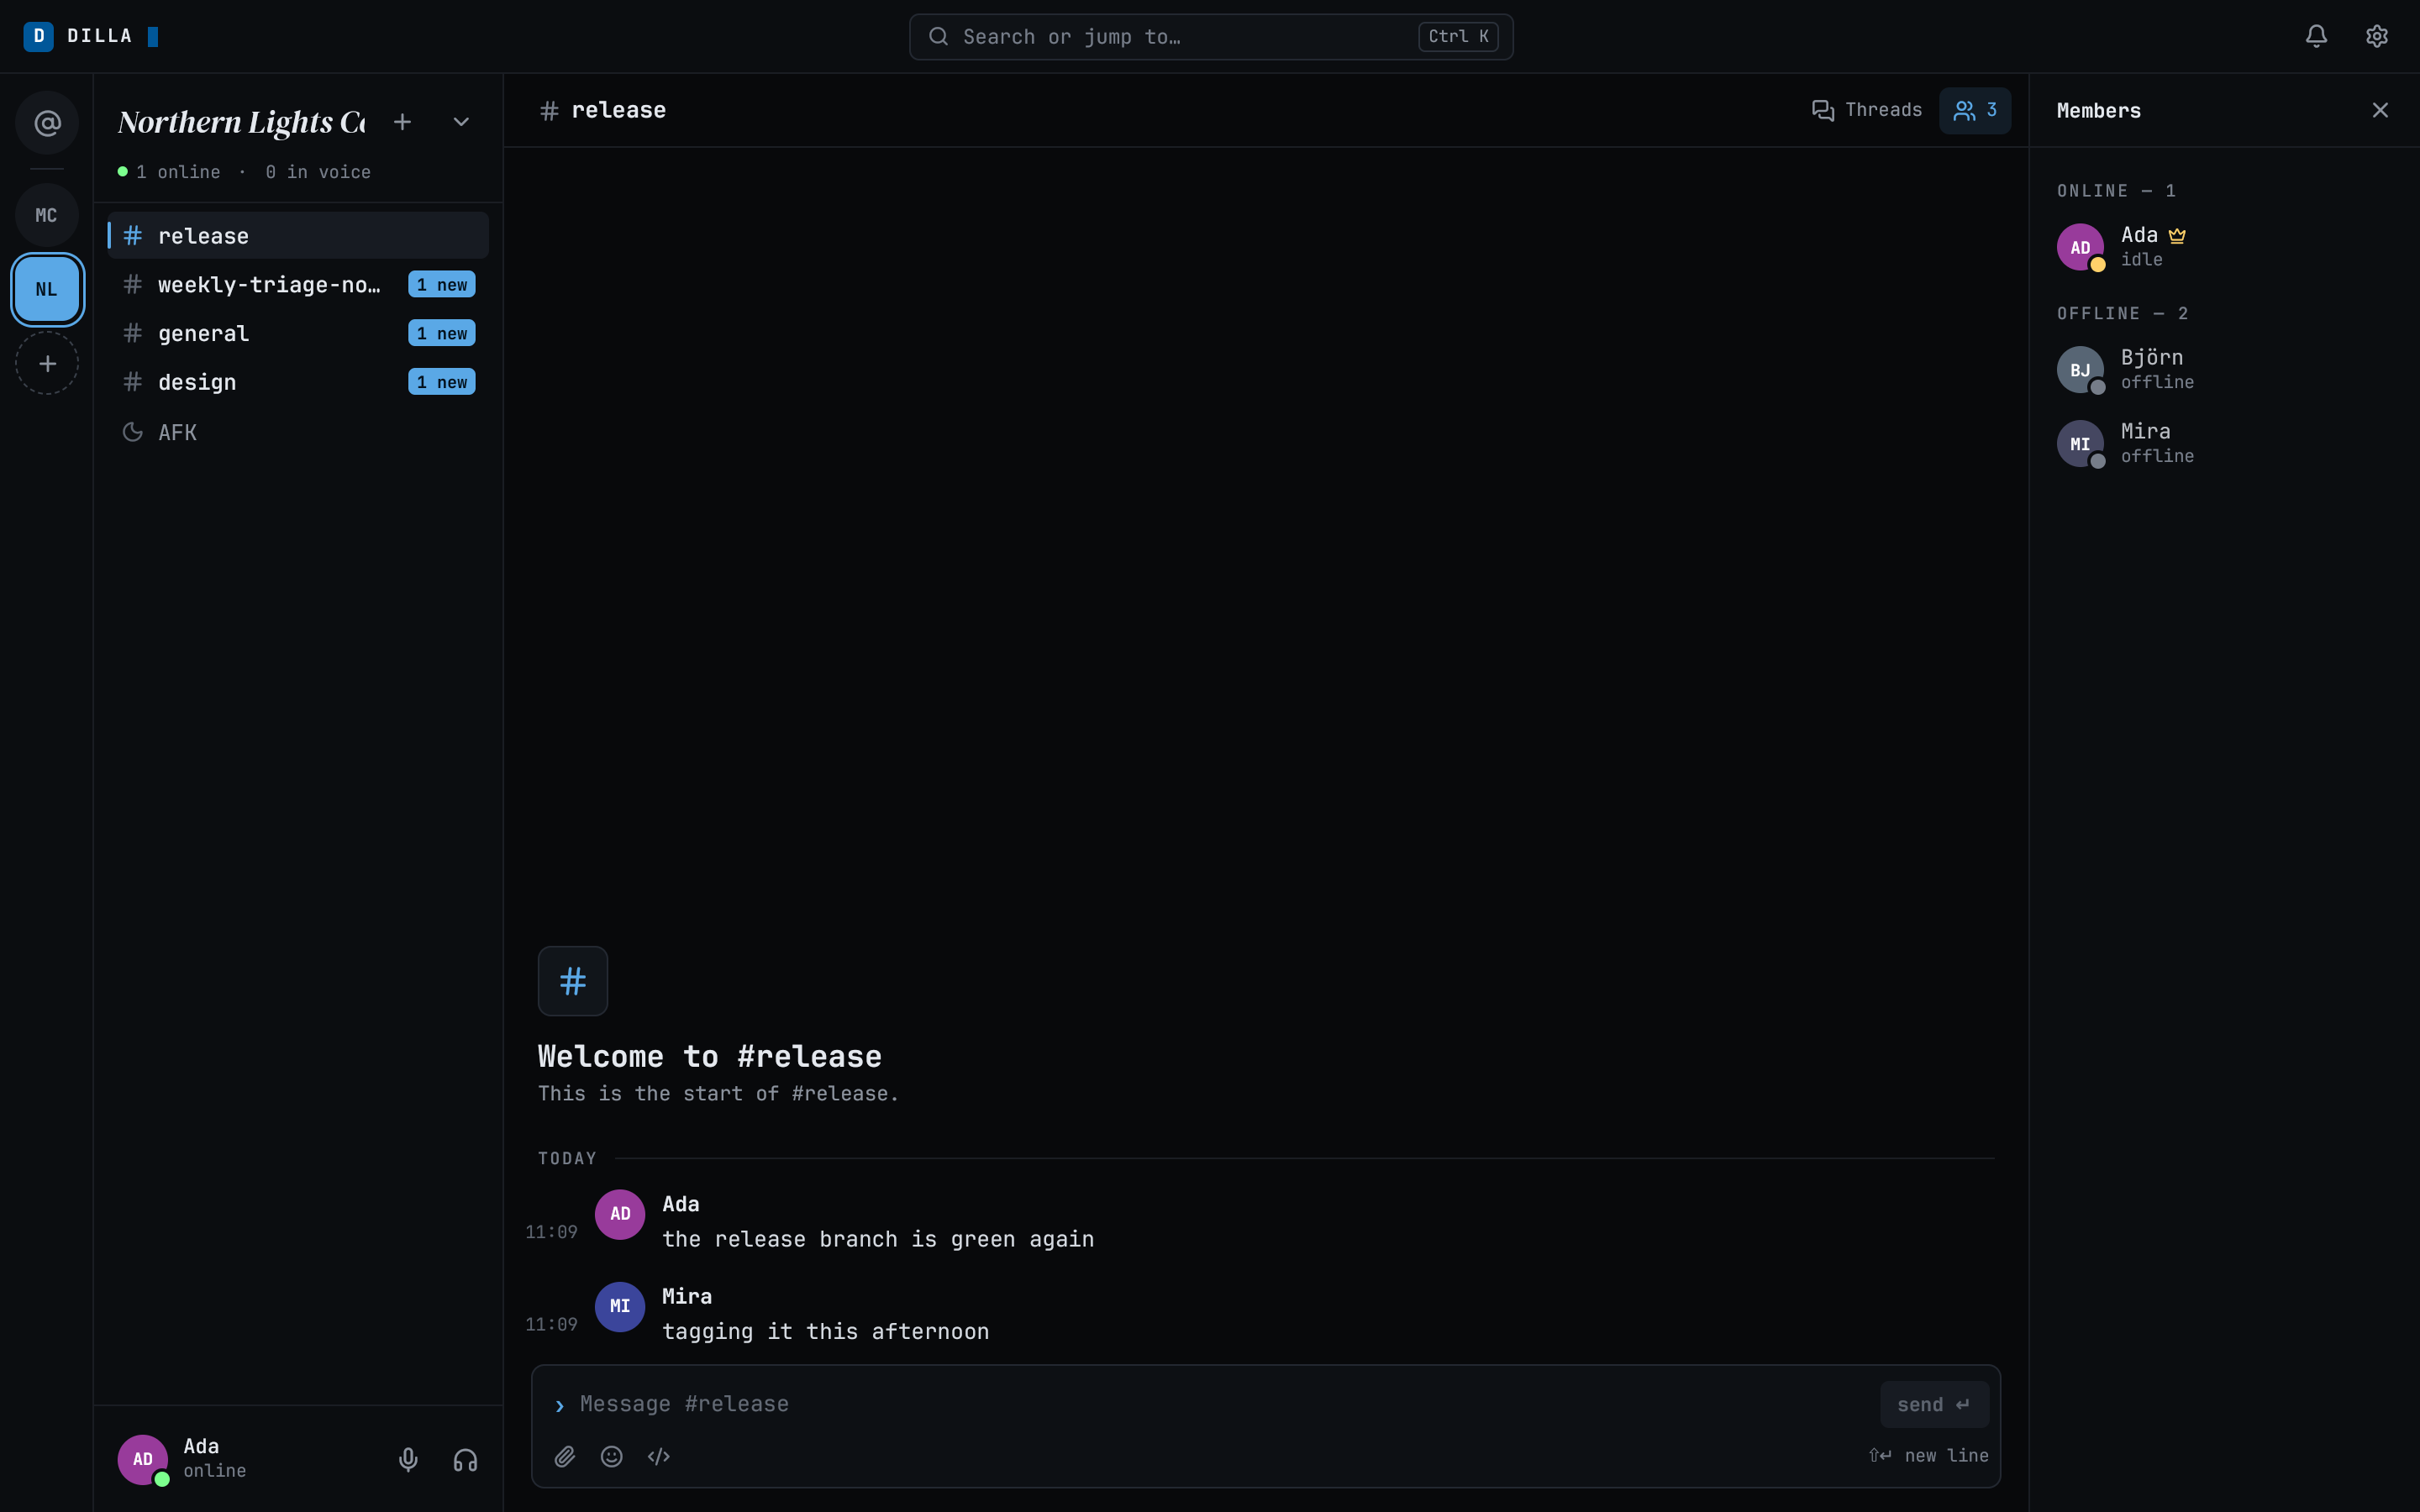 D DILLA
Search or jump to… Ctrl K
@
MC
NL
Northern Lights
1 online · 0 in voice
# release
# weekly-triage-no… 1 new
# general 1 new
# design 1 new
AFK
Ada
AD
online
# release
Threads
3
#
Welcome to #release
This is the start of #release.
TODAY
AD
Ada
11:09
the release branch is green again
MI
Mira
11:09
tagging it this afternoon
› Message #release
send ↵
⇧↵ new line
Members
ONLINE — 1
AD
Ada
idle
OFFLINE — 2
BJ
Björn
offline
MI
Mira
offline